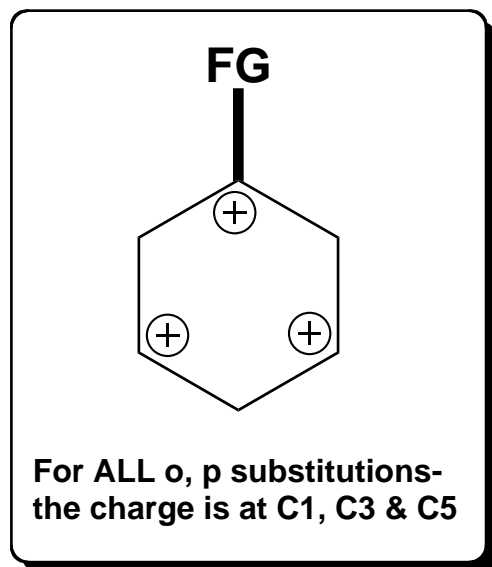 FG
For ALL o, p substitutions-
the charge is at C1, C3 & C5